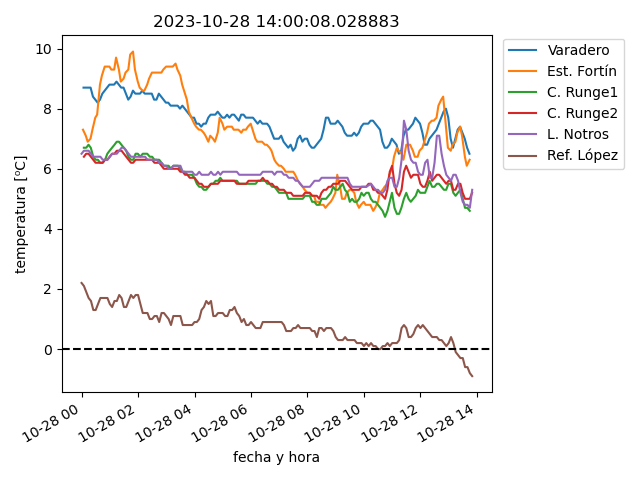 2023-10-28 14:00:08.028883
temperatura [ºC]
10
8
6
4
2
0
10-28 00
10-28 02
10-28 04
10-28 06
10-28 08
10-28 10
10-28 12
10-28 14
fecha y hora
Varadero
Est. Fortín
C. Runge1
C. Runge2
L. Notros
Ref. López